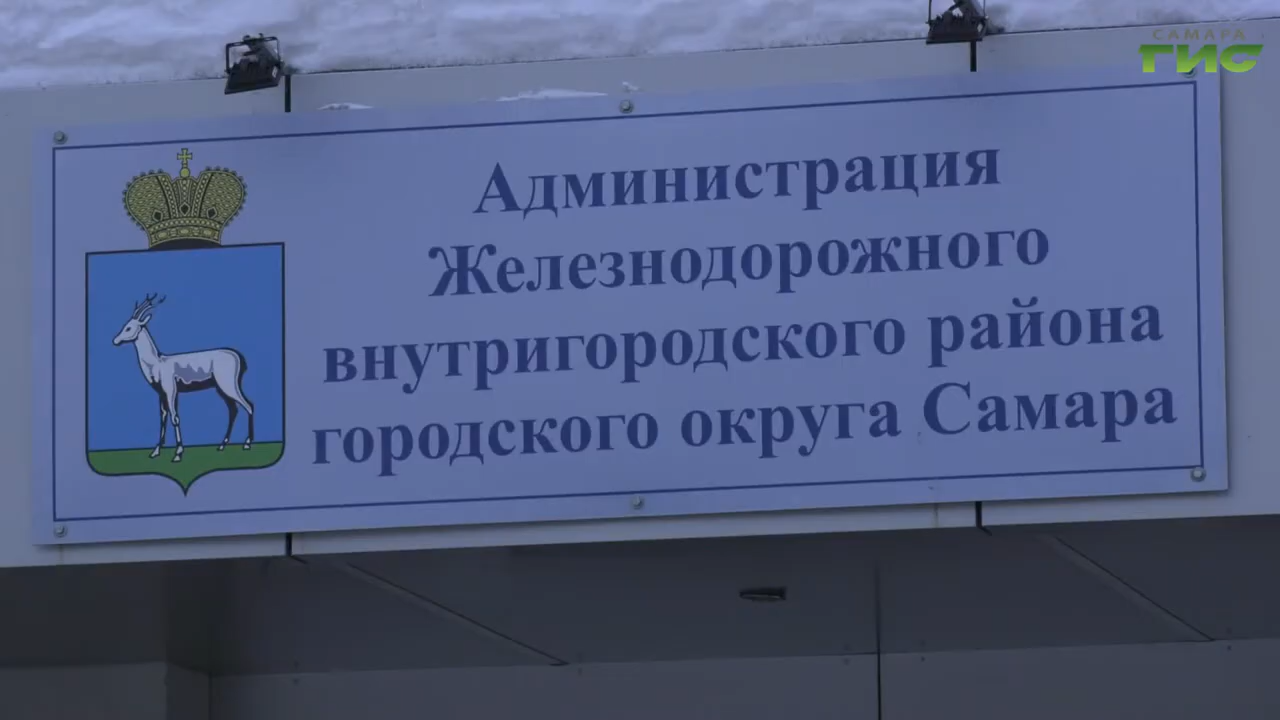 САМАРА
ГИС
Администрация
Железнодорожного
внутригородского района
городского округа Самара